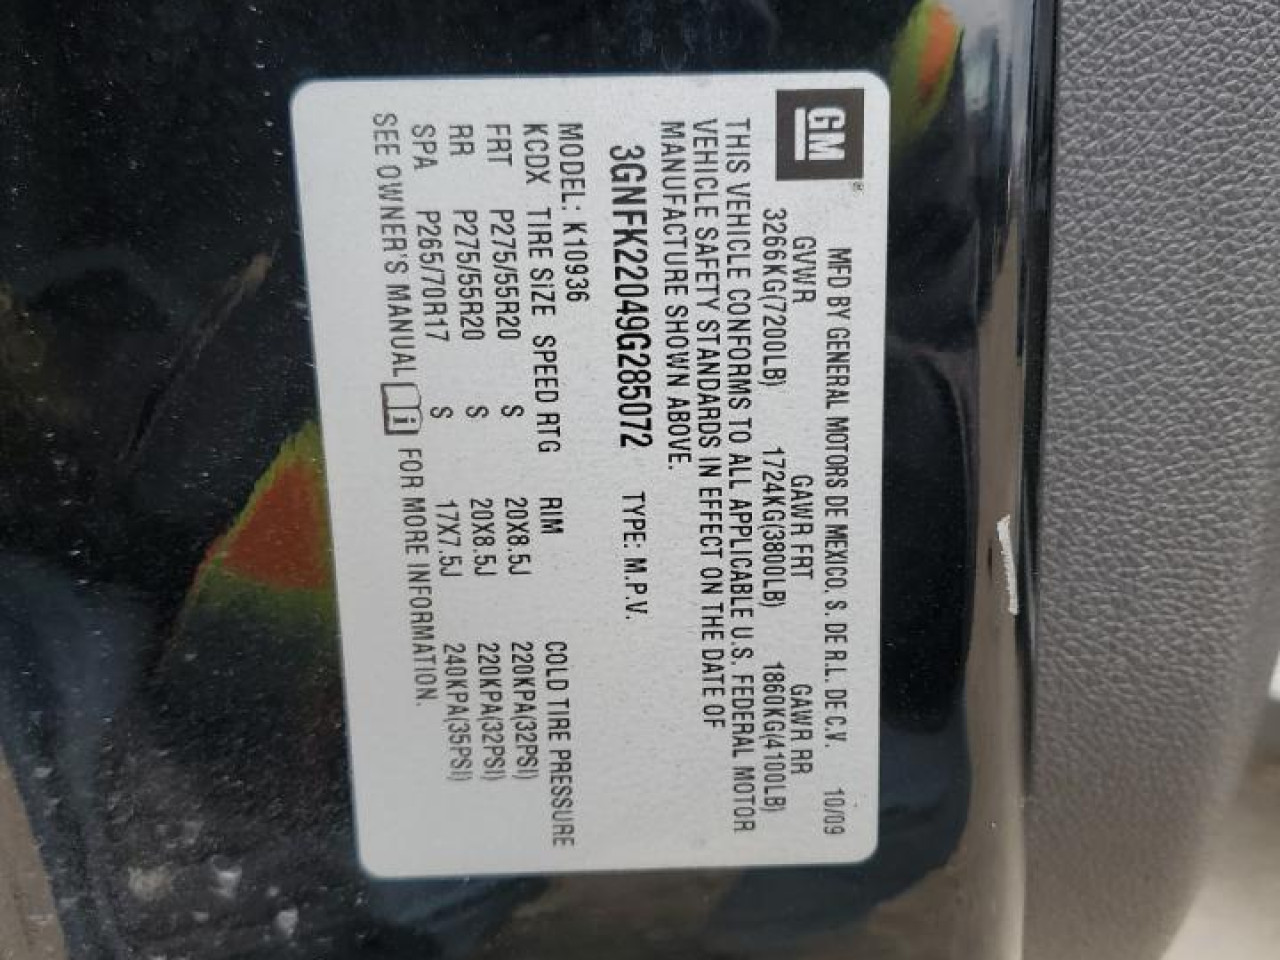 GM®
MFD BY GENERAL MOTORS DE MEXICO, S. DE R.L. DE C.V. 10/09
GVWR GAWR FRT GAWR RR
3266KG(7200LB) 1724KG(3800LB) 1860KG(4100LB)
THIS VEHICLE CONFORMS TO ALL APPLICABLE U.S. FEDERAL MOTOR
VEHICLE SAFETY STANDARDS IN EFFECT ON THE DATE OF
MANUFACTURE SHOWN ABOVE.
3GNFK22049G285072 TYPE: M.P.V.
MODEL: K10936
KCDX TIRE SIZE SPEED RTG RIM COLD TIRE PRESSURE
FRT P275/55R20 S 20X8.5J 220KPA(32PSI)
RR P275/55R20 S 20X8.5J 220KPA(32PSI)
SPA P265/70R17 S 17X7.5J 240KPA(35PSI)
SEE OWNER'S MANUAL i FOR MORE INFORMATION.